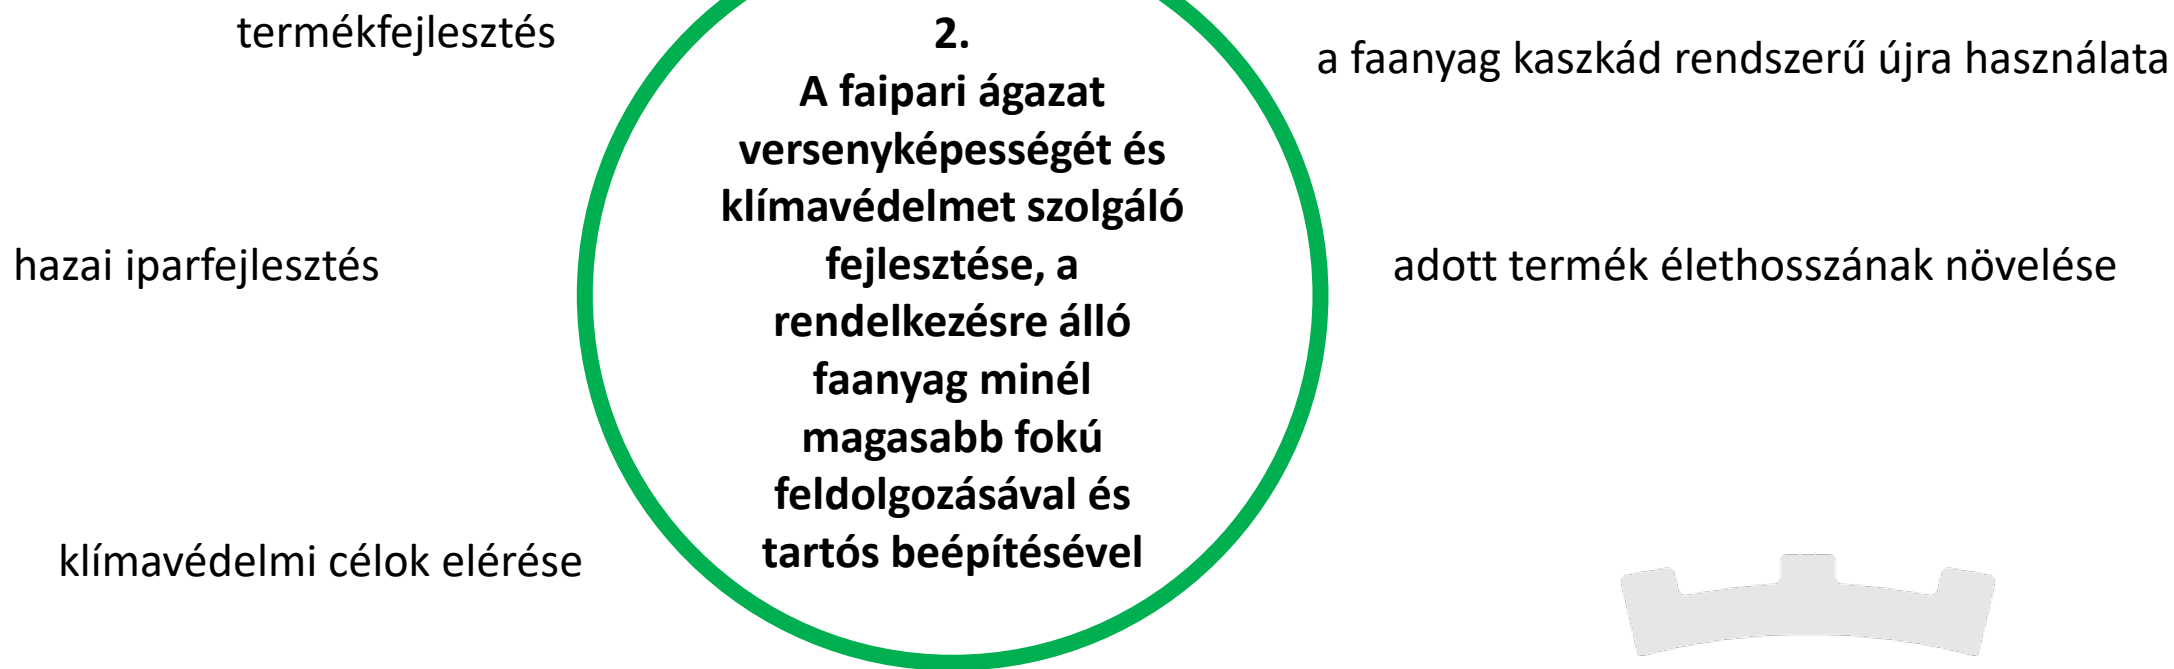 termékfejlesztés
hazai iparfejlesztés
klímavédelmi célok elérése
2.
A faipari ágazat
versenyképességét és
klímavédelmet szolgáló
fejlesztése, a
rendelkezésre álló
faanyag minél
magasabb fokú
feldolgozásával és
tartós beépítésével
a faanyag kaszkád rendszerű újra használata
adott termék élethosszának növelése